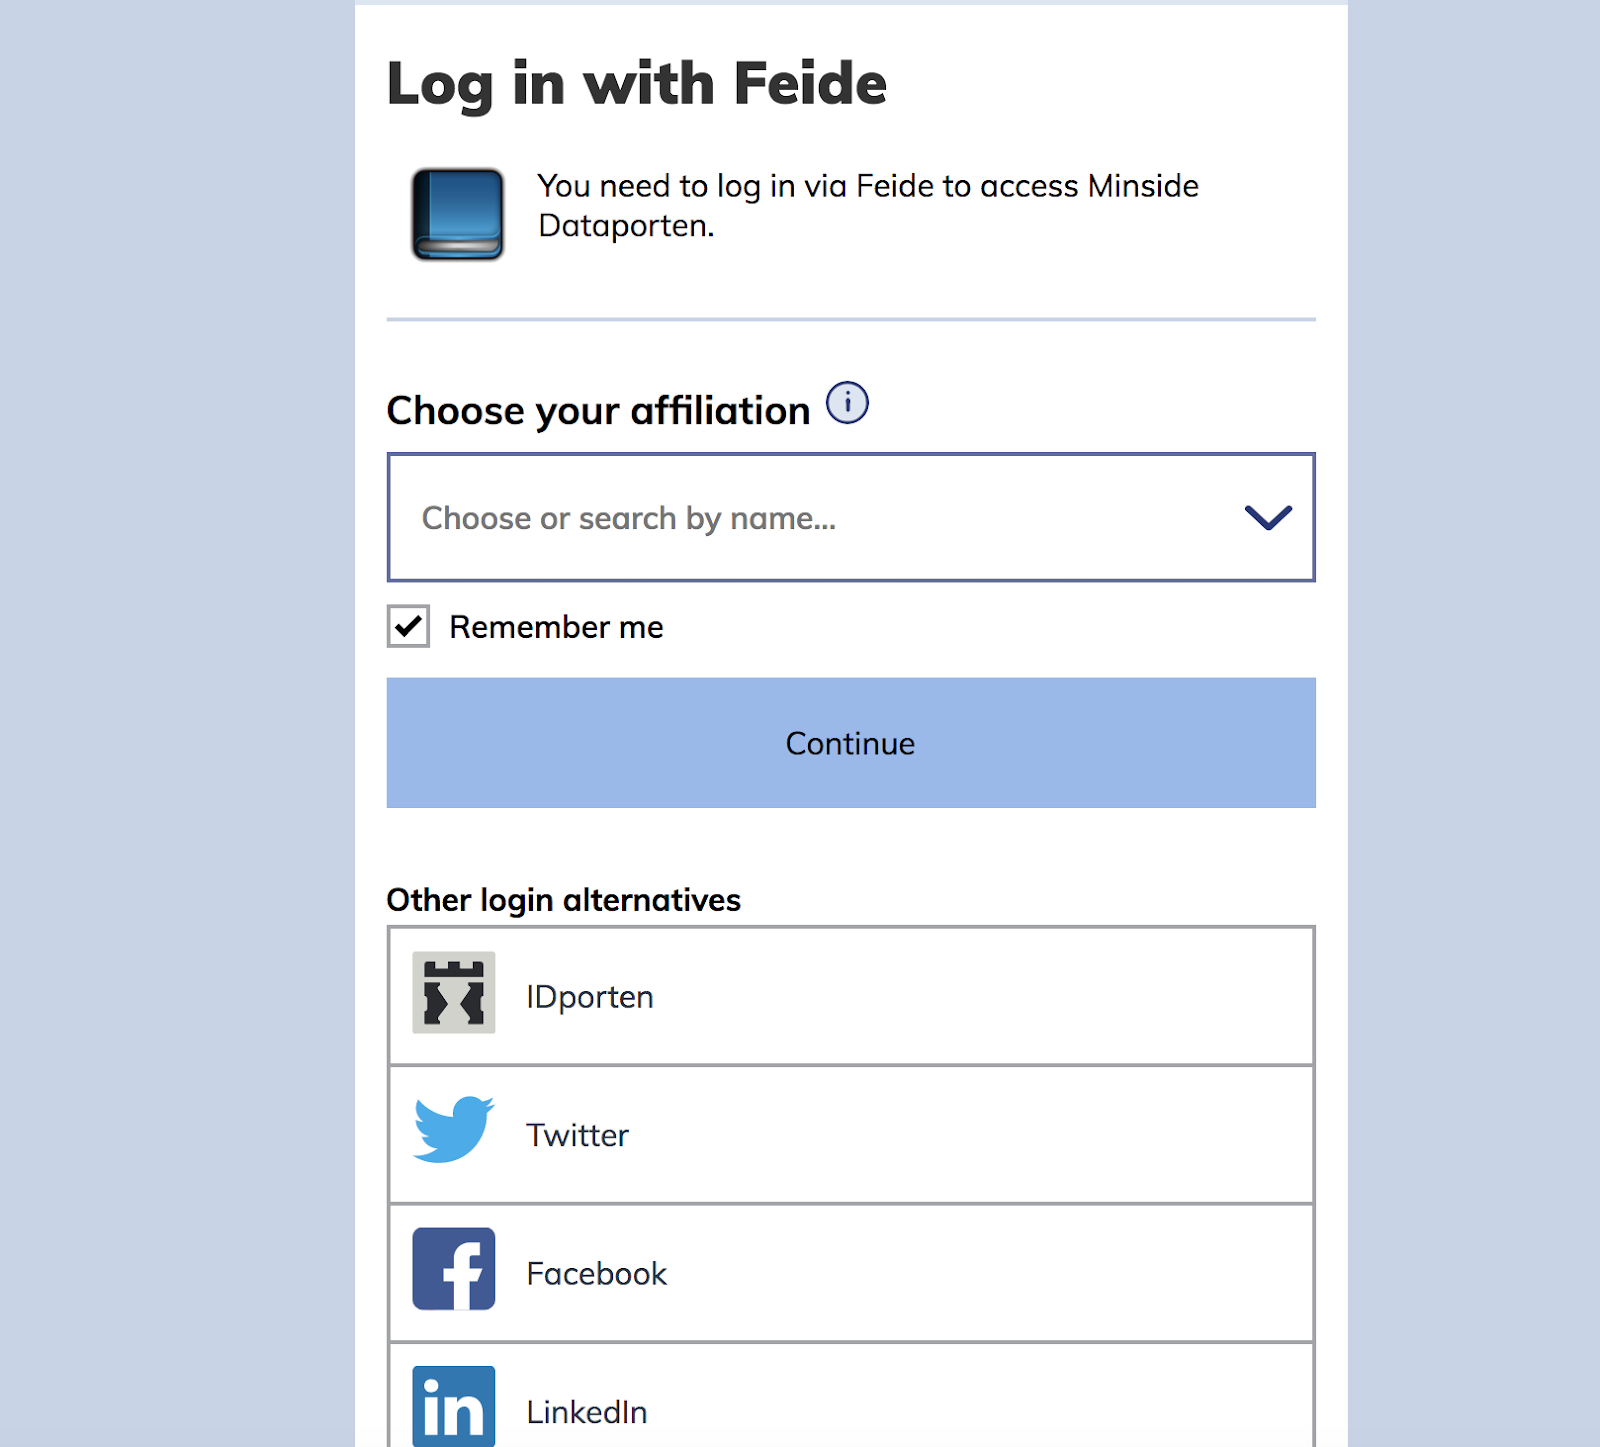 Log in with Feide
You need to log in via Feide to access Minside
Dataporten.
Choose your affiliation
Choose or search by name...
Remember me
Continue
Other login alternatives
IDporten
Twitter
Facebook
LinkedIn